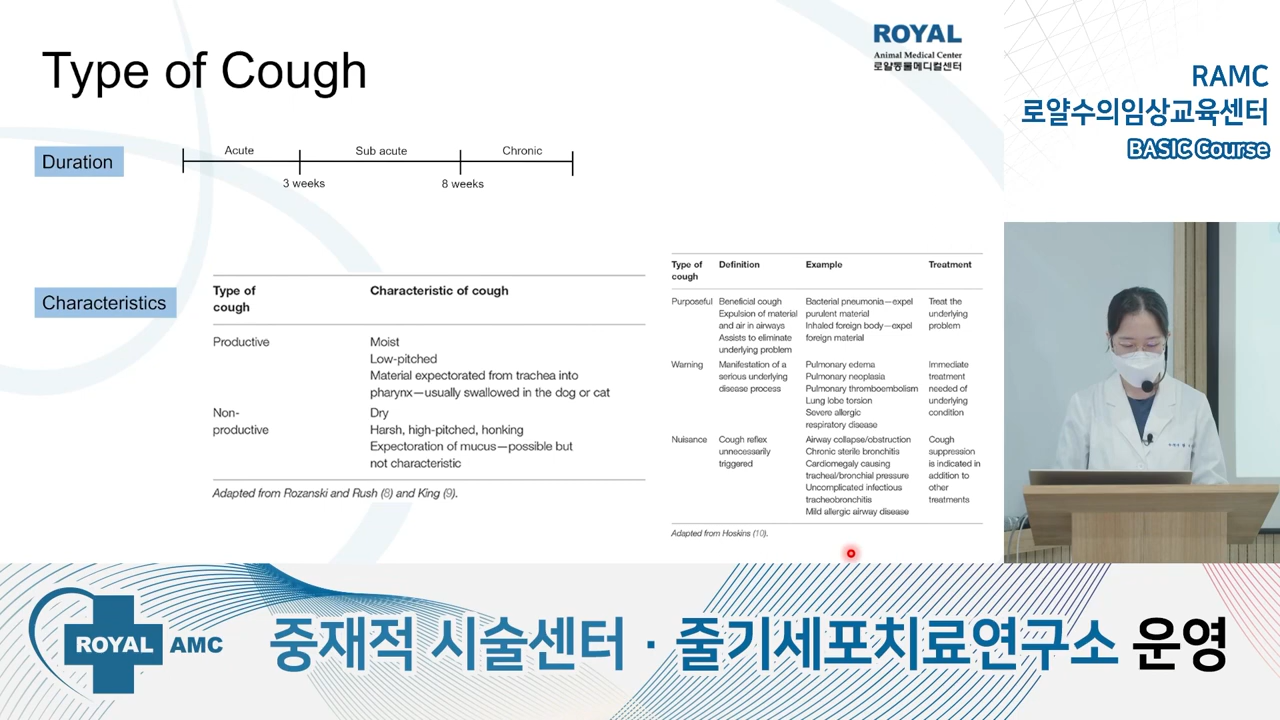 Type of Cough
ROYAL
Animal Medical Center
로얄동물메디컬센터
RAMC
로얄수의임상교육센터
BASIC Course
Duration
Acute
Sub acute
Chronic
3 weeks
8 weeks
Characteristics
Type of
cough
Characteristic of cough
Productive
Moist
Low-pitched
Material expectorated from trachea into
pharynx—usually swallowed in the dog or cat
Non-
productive
Dry
Harsh, high-pitched, honking
Expectoration of mucus—possible but
not characteristic
Adapted from Rozanski and Rush (8) and King (9).
Type of
cough
Definition
Example
Treatment
Purposeful
Beneficial cough
Expulsion of material
and air in airways
Assists to eliminate
underlying problem
Bacterial pneumonia—expel
purulent material
Inhaled foreign body—expel
foreign material
Treat the
underlying
problem
Warning
Manifestation of a
serious underlying
disease process
Pulmonary edema
Pulmonary neoplasia
Pulmonary thromboembolism
Lung lobe torsion
Severe allergic
respiratory disease
Immediate
treatment
needed of
underlying
condition
Nuisance
Cough reflex
unnecessarily
triggered
Airway collapse/obstruction
Chronic sterile bronchitis
Cardiomegaly causing
tracheal/bronchial pressure
Uncomplicated infectious
tracheobronchitis
Mild allergic airway disease
Cough
suppression
is indicated in
addition to
other
treatments
Adapted from Hoskins (10).
ROYAL AMC
중재적 시술센터 · 줄기세포치료연구소 운영